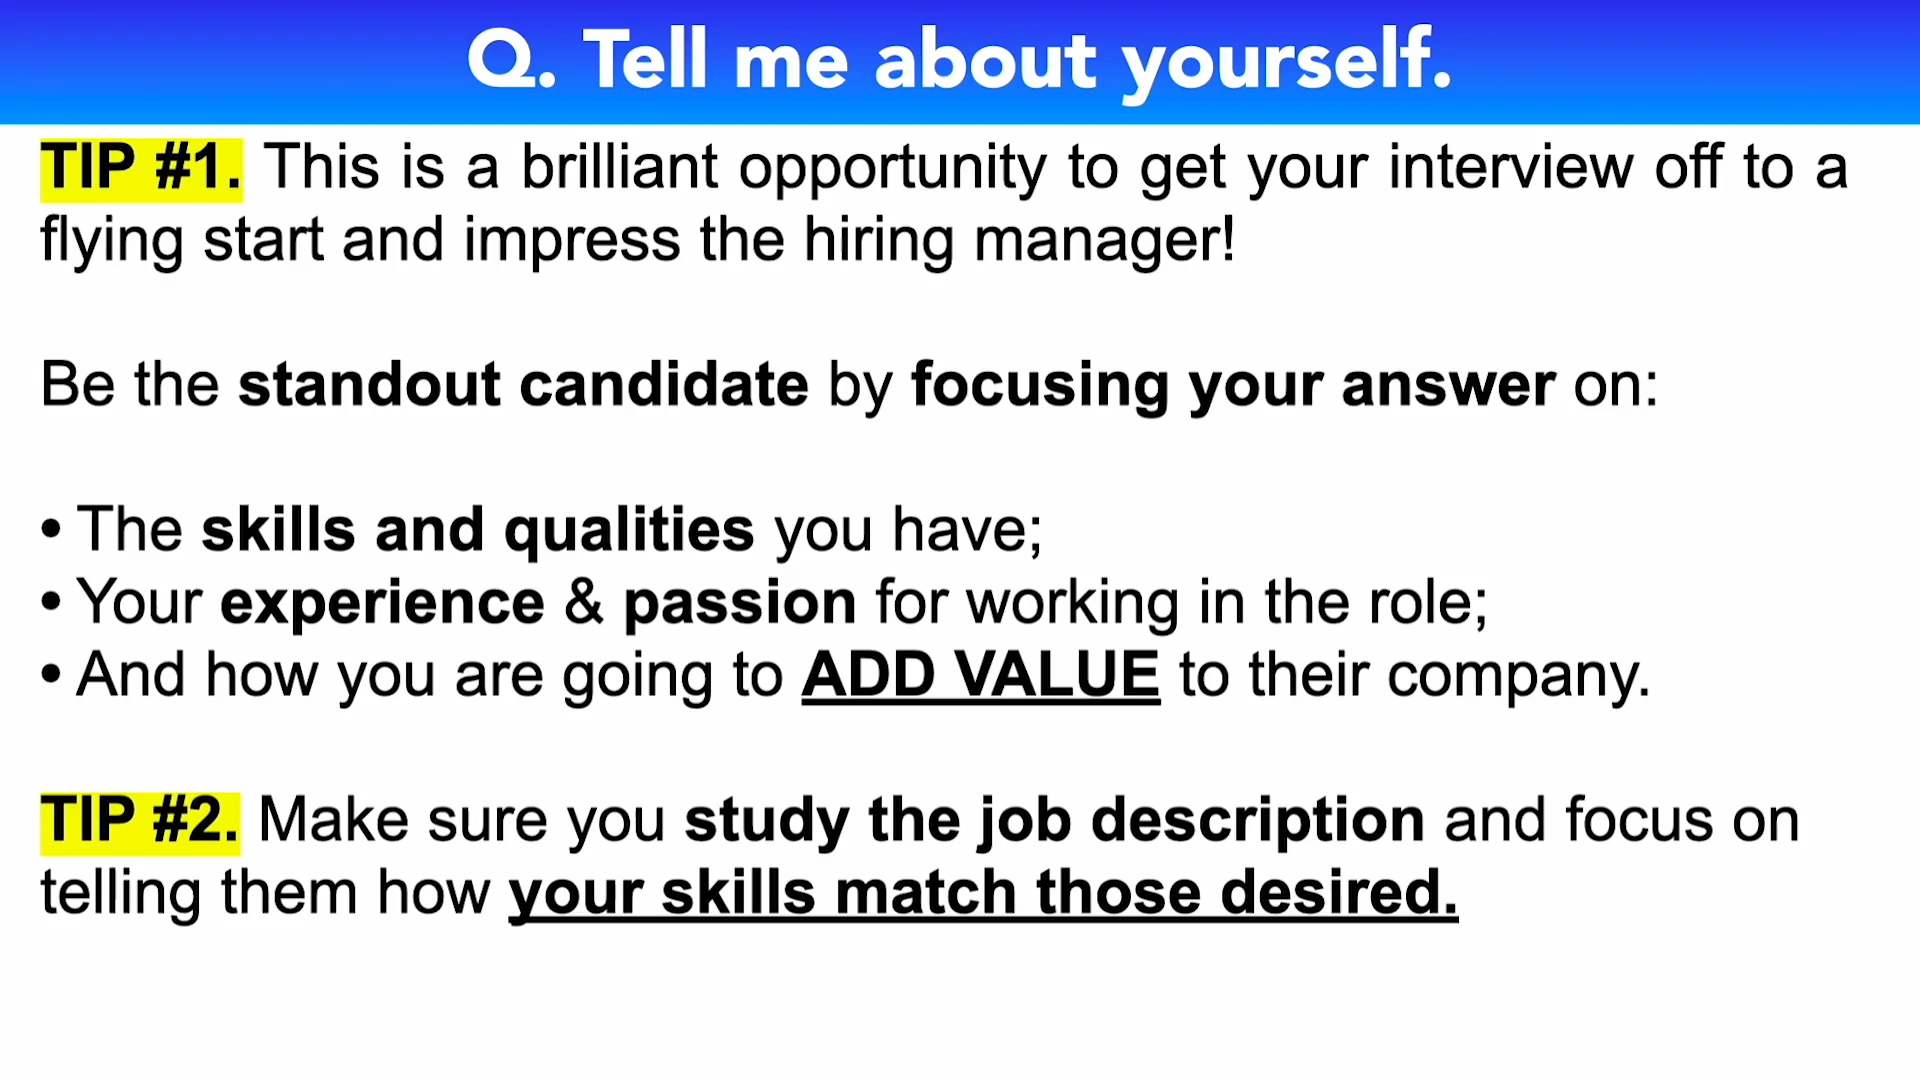 Q. Tell me about yourself.
TIP #1. This is a brilliant opportunity to get your interview off to a
flying start and impress the hiring manager!
Be the standout candidate by focusing your answer on:
• The skills and qualities you have;
• Your experience & passion for working in the role;
• And how you are going to ADD VALUE to their company.
TIP #2. Make sure you study the job description and focus on
telling them how your skills match those desired.